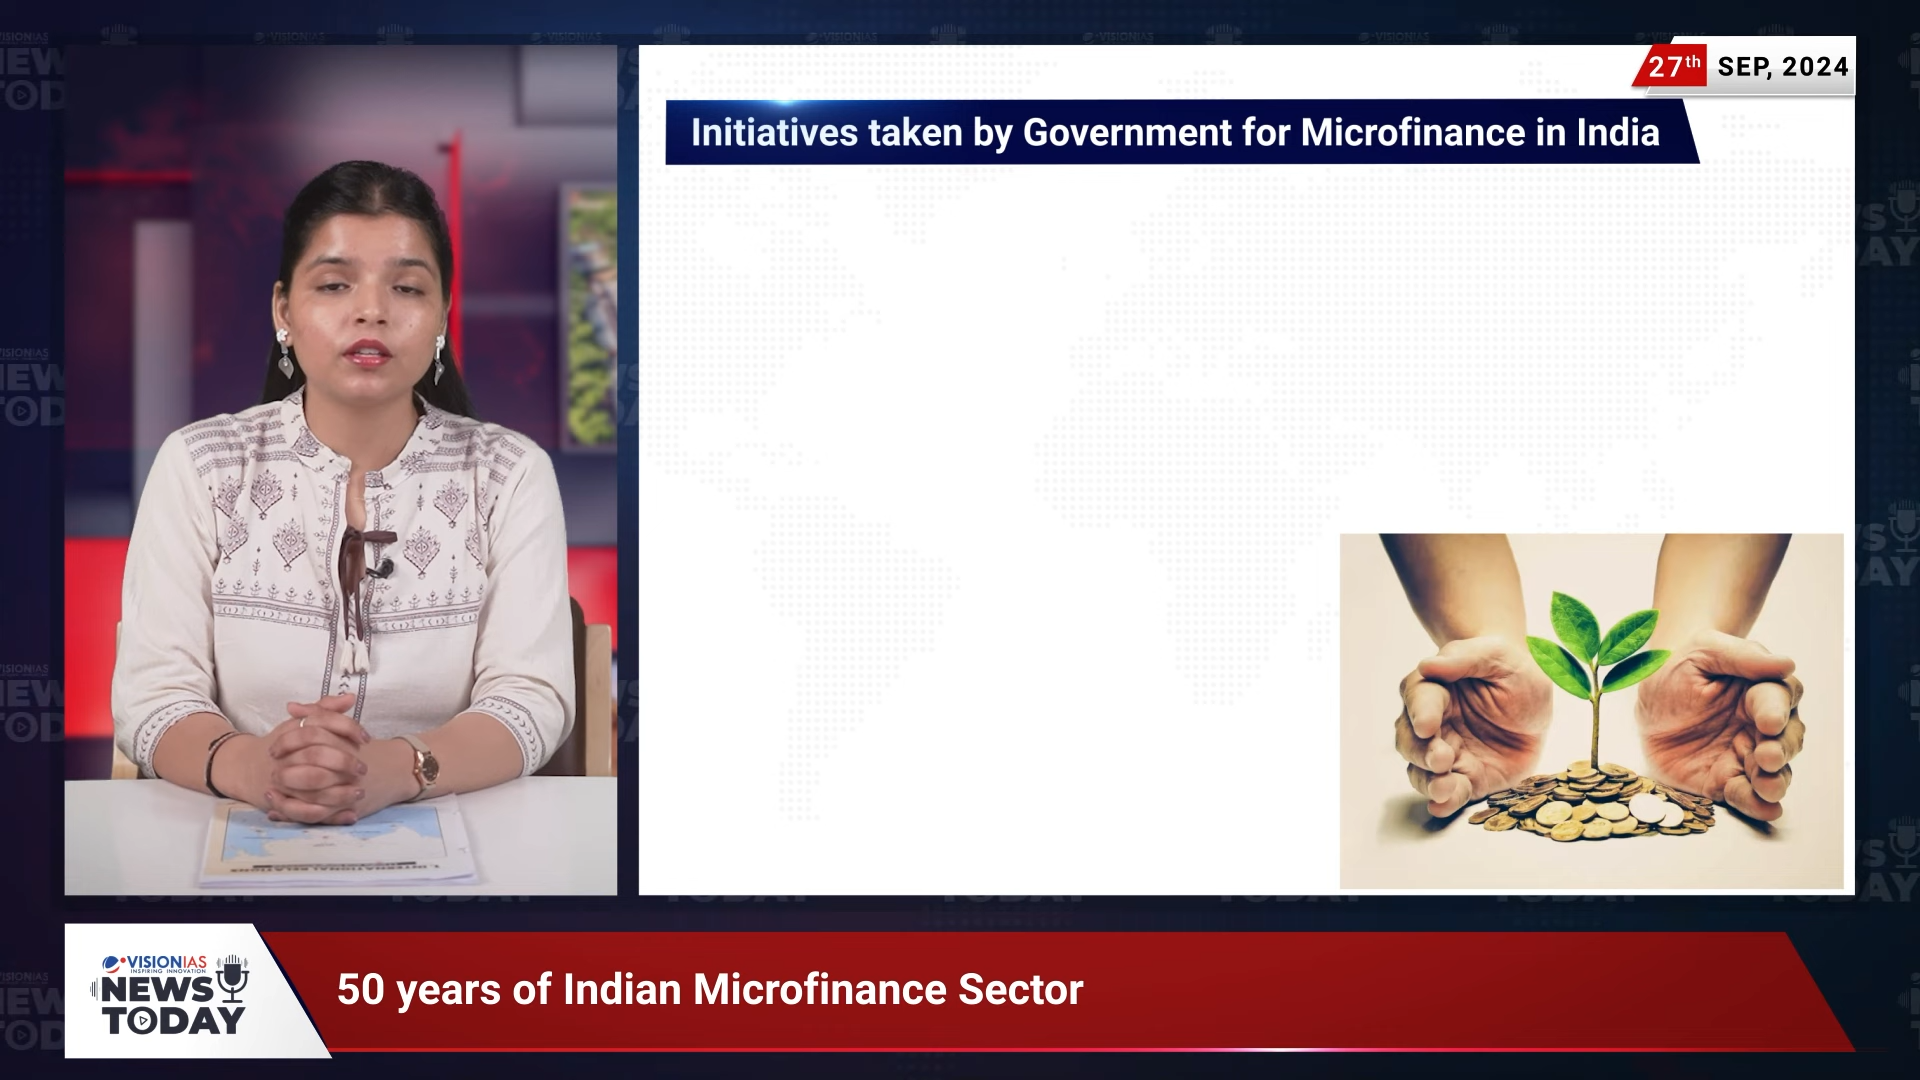 27th SEP, 2024
Initiatives taken by Government for Microfinance in India
VISIONIAS
INSPIRING INNOVATION
NEWS
TODAY
50 years of Indian Microfinance Sector